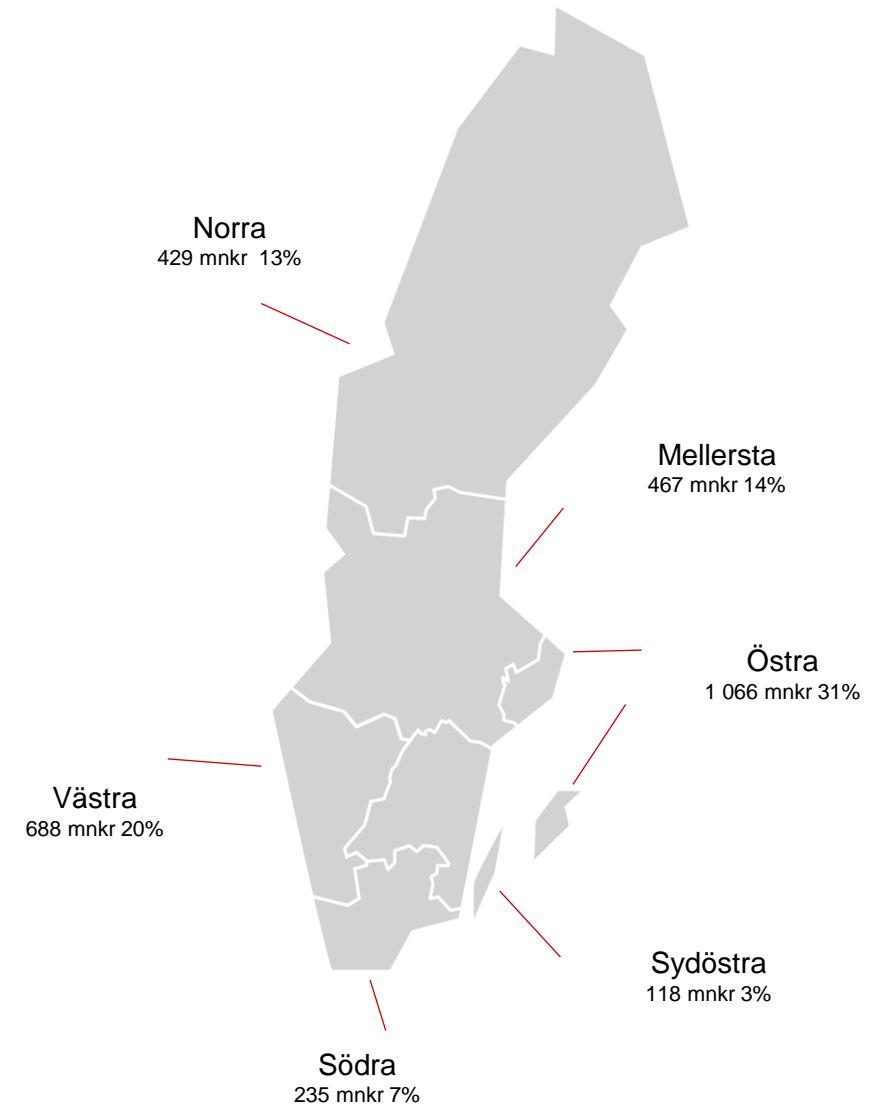 Norra
429 mnkr  13%
Mellersta
467 mnkr 14%
Östra
1 066 mnkr 31%
Västra
688 mnkr 20%
Sydöstra
118 mnkr 3%
Södra
235 mnkr 7%